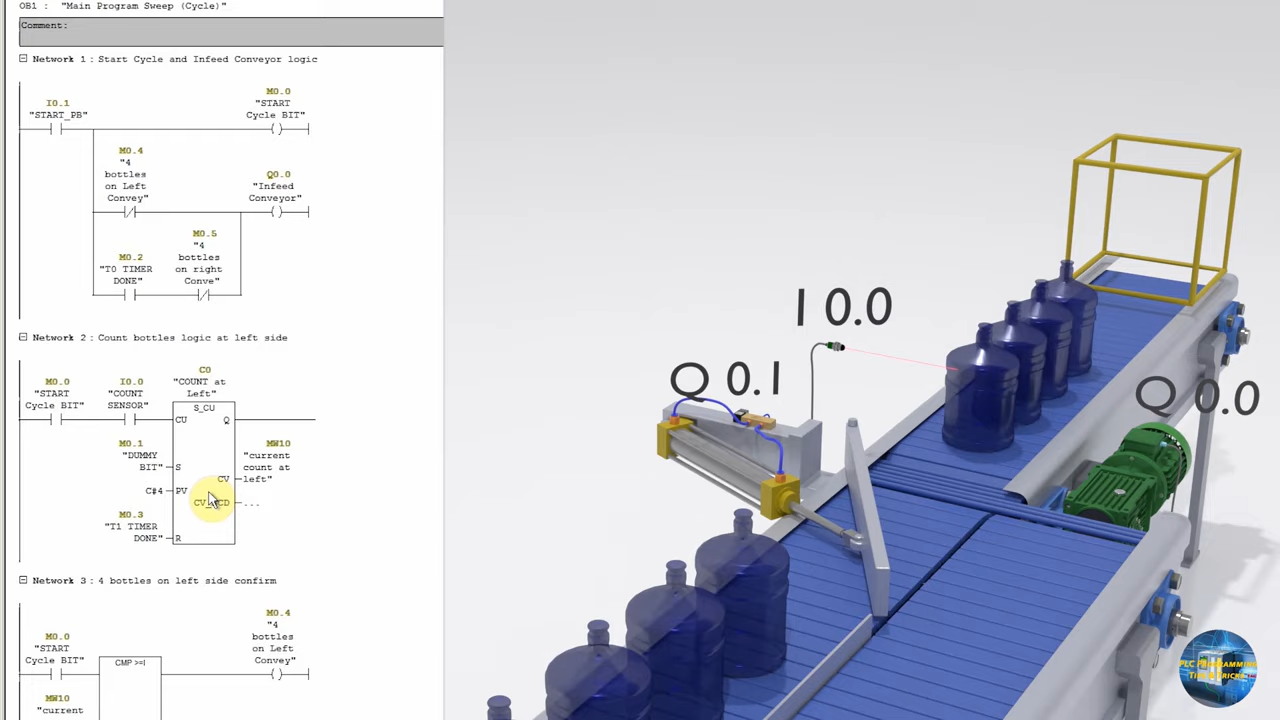 OB1 : "Main Program Sweep (Cycle)"
Comment:
Network 1 : Start Cycle and Infeed Conveyor logic
I0.1
"START_PB"
M0.0
"START
Cycle BIT"
M0.4
"4
bottles
on Left
Convey"
Q0.0
"Infeed
Conveyor"
M0.2
"T0 TIMER
DONE"
M0.5
"4
bottles
on right
Conve"
Network 2 : Count bottles logic at left side
M0.0
"START
Cycle BIT"
I0.0
"COUNT
SENSOR"
C0
"COUNT at
Left"
S_CU
CU Q
M0.1
"DUMMY
BIT"
S
C#4
PV
M0.3
"T1 TIMER
DONE"
R
MW10
"current
count at
left"
CV
CV_BCD ...
Network 3 : 4 bottles on left side confirm
M0.0
"START
Cycle BIT"
CMP >=I
M0.4
"4
bottles
on Left
Convey"
MW10
"current
I 0.0
Q 0.1
Q 0.0
PLC PROGRAMMING
TIPS & TRICKS